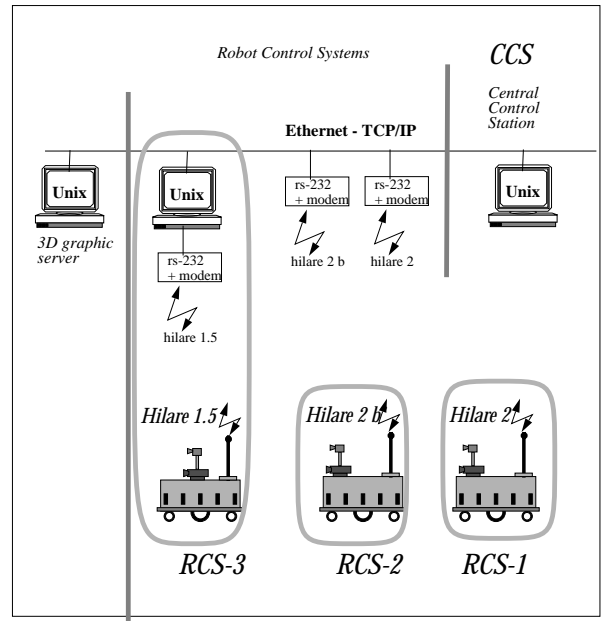 Robot Control Systems
CCS
Central
Control
Station
Ethernet - TCP/IP
Unix
Unix
rs-232
+ modem
rs-232
+ modem
Unix
3D graphic
server
rs-232
+ modem
hilare 2 b
hilare 2
hilare 1.5
Hilare 1.5
Hilare 2 b
Hilare 2
RCS-3
RCS-2
RCS-1